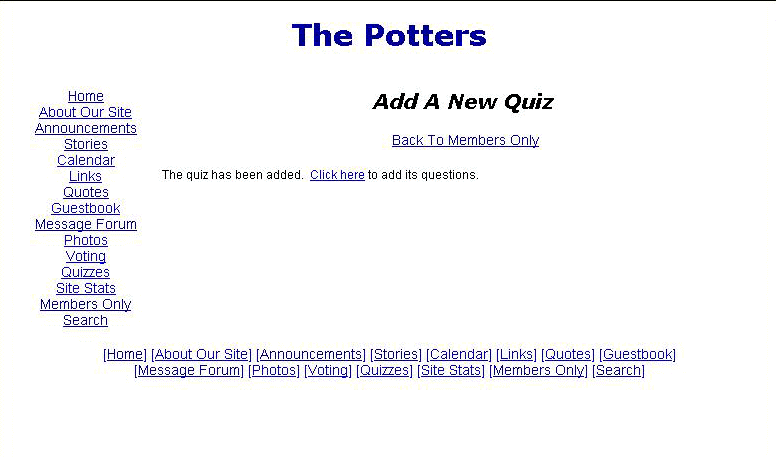 The Potters
Home
About Our Site
Announcements
Stories
Calendar
Links
Quotes
Guestbook
Message Forum
Photos
Voting
Quizzes
Site Stats
Members Only
Search
Add A New Quiz
Back To Members Only
The quiz has been added.  Click here to add its questions.
[Home] [About Our Site] [Announcements] [Stories] [Calendar] [Links] [Quotes] [Guestbook]
[Message Forum] [Photos] [Voting] [Quizzes] [Site Stats] [Members Only] [Search]